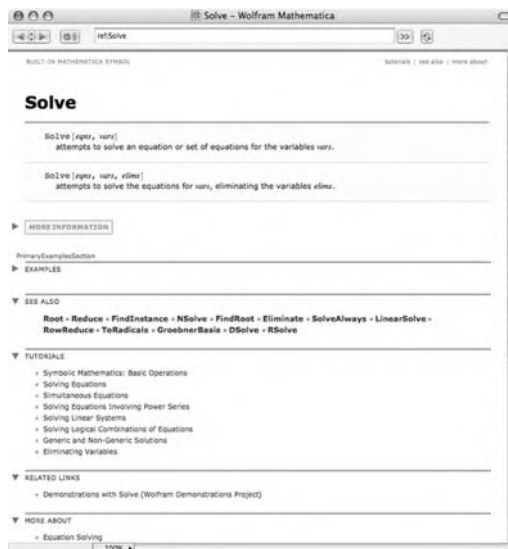 Solve - Wolfram Mathematica
ref/Solve
>>
BUILT-IN MATHEMATICA SYMBOL
tutorials | see also | more about
Solve
Solve[eqns, vars]
attempts to solve an equation or set of equations for the variables vars.
Solve[eqns, vars, elims]
attempts to solve the equations for vars, eliminating the variables elims.
MORE INFORMATION
PrimaryExamplesSection
EXAMPLES
SEE ALSO
Root ▫ Reduce ▫ FindInstance ▫ NSolve ▫ FindRoot ▫ Eliminate ▫ SolveAlways ▫ LinearSolve ▫
RowReduce ▫ ToRadicals ▫ GroebnerBasis ▫ DSolve ▫ RSolve
TUTORIALS
▫ Symbolic Mathematics: Basic Operations
▫ Solving Equations
▫ Simultaneous Equations
▫ Solving Equations Involving Power Series
▫ Solving Linear Systems
▫ Solving Logical Combinations of Equations
▫ Generic and Non-Generic Solutions
▫ Eliminating Variables
RELATED LINKS
▫ Demonstrations with Solve (Wolfram Demonstrations Project)
MORE ABOUT
▫ Equation Solving
100%